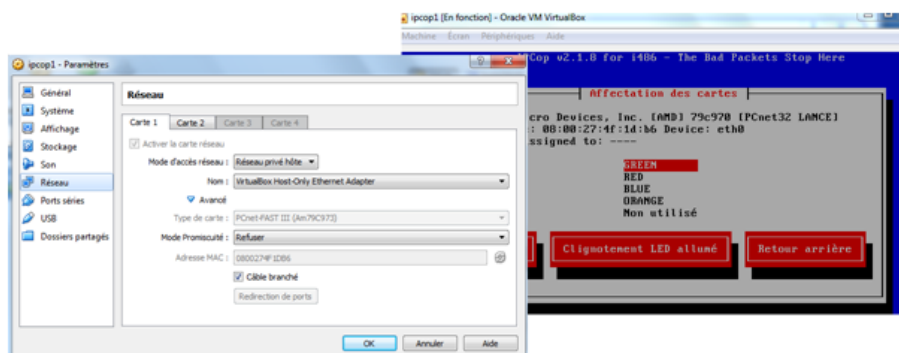 ipcop1 [En fonction] - Oracle VM VirtualBox
Machine Écran Périphériques Aide
Cop v2.1.8 for i486 - The Bad Packets Stop Here
Affectation des cartes
cro Devices, Inc. [AMD] 79c970 [PCnet32 LANCE]
: 08:00:27:4f:1d:b6 Device: eth0
ssigned to: ----
GREEN
RED
BLUE
ORANGE
Non utilisé
Clignotement LED allumé
Retour arrière
ipcop1 - Paramètres
Général
Système
Affichage
Stockage
Son
Réseau
Ports séries
USB
Dossiers partagés
Réseau
Carte 1 Carte 2 Carte 3 Carte 4
Activer la carte réseau
Mode d'accès réseau : Réseau privé hôte
Nom : VirtualBox Host-Only Ethernet Adapter
Avancé
Type de carte : PCnet-FAST III (Am79C973)
Mode Promiscuité : Refuser
Adresse MAC : 0800274F1DB6
Câble branché
Redirection de ports
OK Annuler Aide